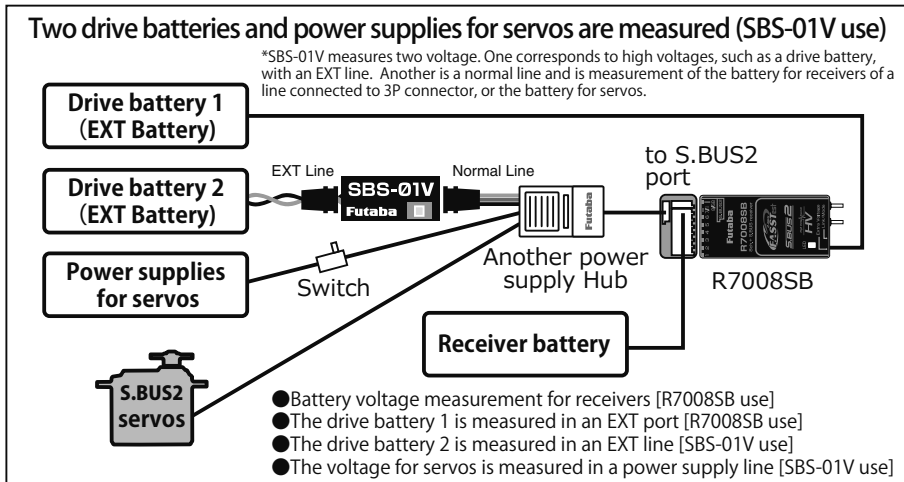 Two drive batteries and power supplies for servos are measured (SBS-01V use)
*SBS-01V measures two voltage. One corresponds to high voltages, such as a drive battery,
with an EXT line. Another is a normal line and is measurement of the battery for receivers of a
line connected to 3P connector, or the battery for servos.
Drive battery 1
(EXT Battery)
Drive battery 2
(EXT Battery)
EXT Line
SBS-01V
Futaba
Normal Line
Futaba
to S.BUS2
port
Futaba
R7008SB
FASSTest
S.BUS2
HV
Power supplies
for servos
Switch
Another power
supply Hub
R7008SB
Receiver battery
S.BUS2
servos
●Battery voltage measurement for receivers [R7008SB use]
●The drive battery 1 is measured in an EXT port [R7008SB use]
●The drive battery 2 is measured in an EXT line [SBS-01V use]
●The voltage for servos is measured in a power supply line [SBS-01V use]